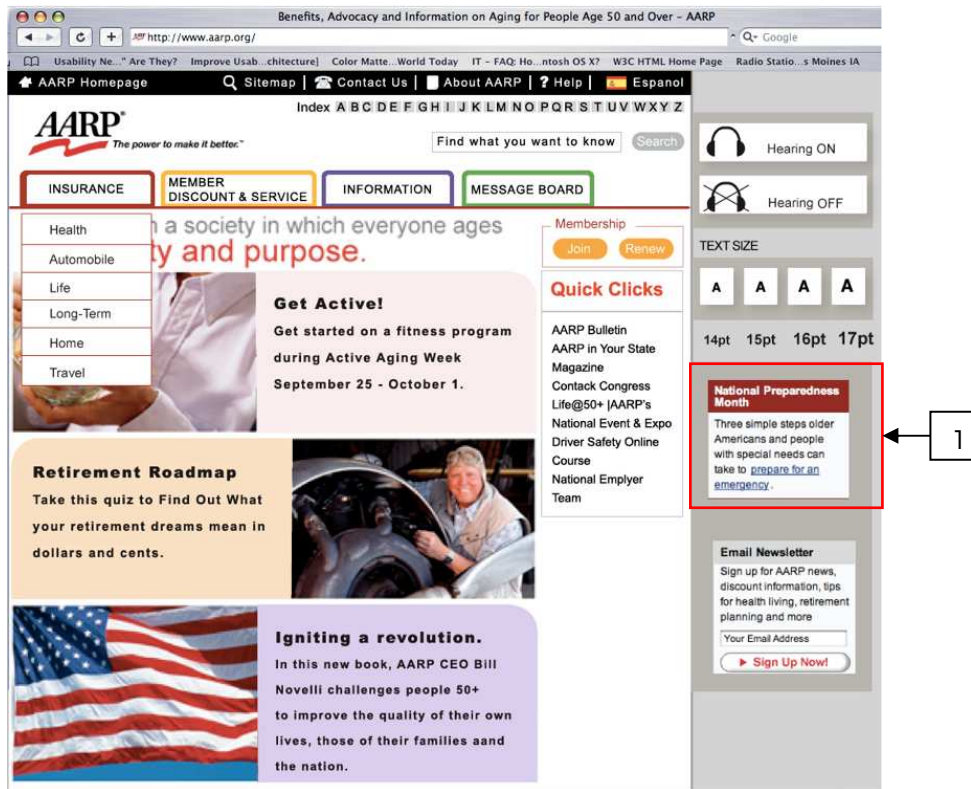 Benefits, Advocacy and Information on Aging for People Age 50 and Over – AARP
http://www.aarp.org/
Q- Google
Usability Ne..." Are They? Improve Usab...chitecture] Color Matte...World Today IT – FAQ: Ho...ntosh OS X? W3C HTML Home Page Radio Statio...s Moines IA
AARP Homepage Sitemap | Contact Us | About AARP | ? Help | Espanol
Index A B C D E F G H I J K L M N O P Q R S T U V W X Y Z
AARP®
The power to make it better.™
Find what you want to know Search
INSURANCE
MEMBER
DISCOUNT & SERVICE
INFORMATION
MESSAGE BOARD
Health
Automobile
Life
Long-Term
Home
Travel
a society in which everyone ages
ty and purpose.
Get Active!
Get started on a fitness program
during Active Aging Week
September 25 - October 1.
Retirement Roadmap
Take this quiz to Find Out What
your retirement dreams mean in
dollars and cents.
Igniting a revolution.
In this new book, AARP CEO Bill
Novelli challenges people 50+
to improve the quality of their own
lives, those of their families aand
the nation.
Membership
Join Renew
Quick Clicks
AARP Bulletin
AARP in Your State
Magazine
Contack Congress
Life@50+ |AARP's
National Event & Expo
Driver Safety Online
Course
National Emplyer
Team
Hearing ON
Hearing OFF
TEXT SIZE
A A A A
14pt 15pt 16pt 17pt
National Preparedness
Month
Three simple steps older
Americans and people
with special needs can
take to prepare for an
emergency.
1
Email Newsletter
Sign up for AARP news,
discount information, tips
for health living, retirement
planning and more
Your Email Address
Sign Up Now!